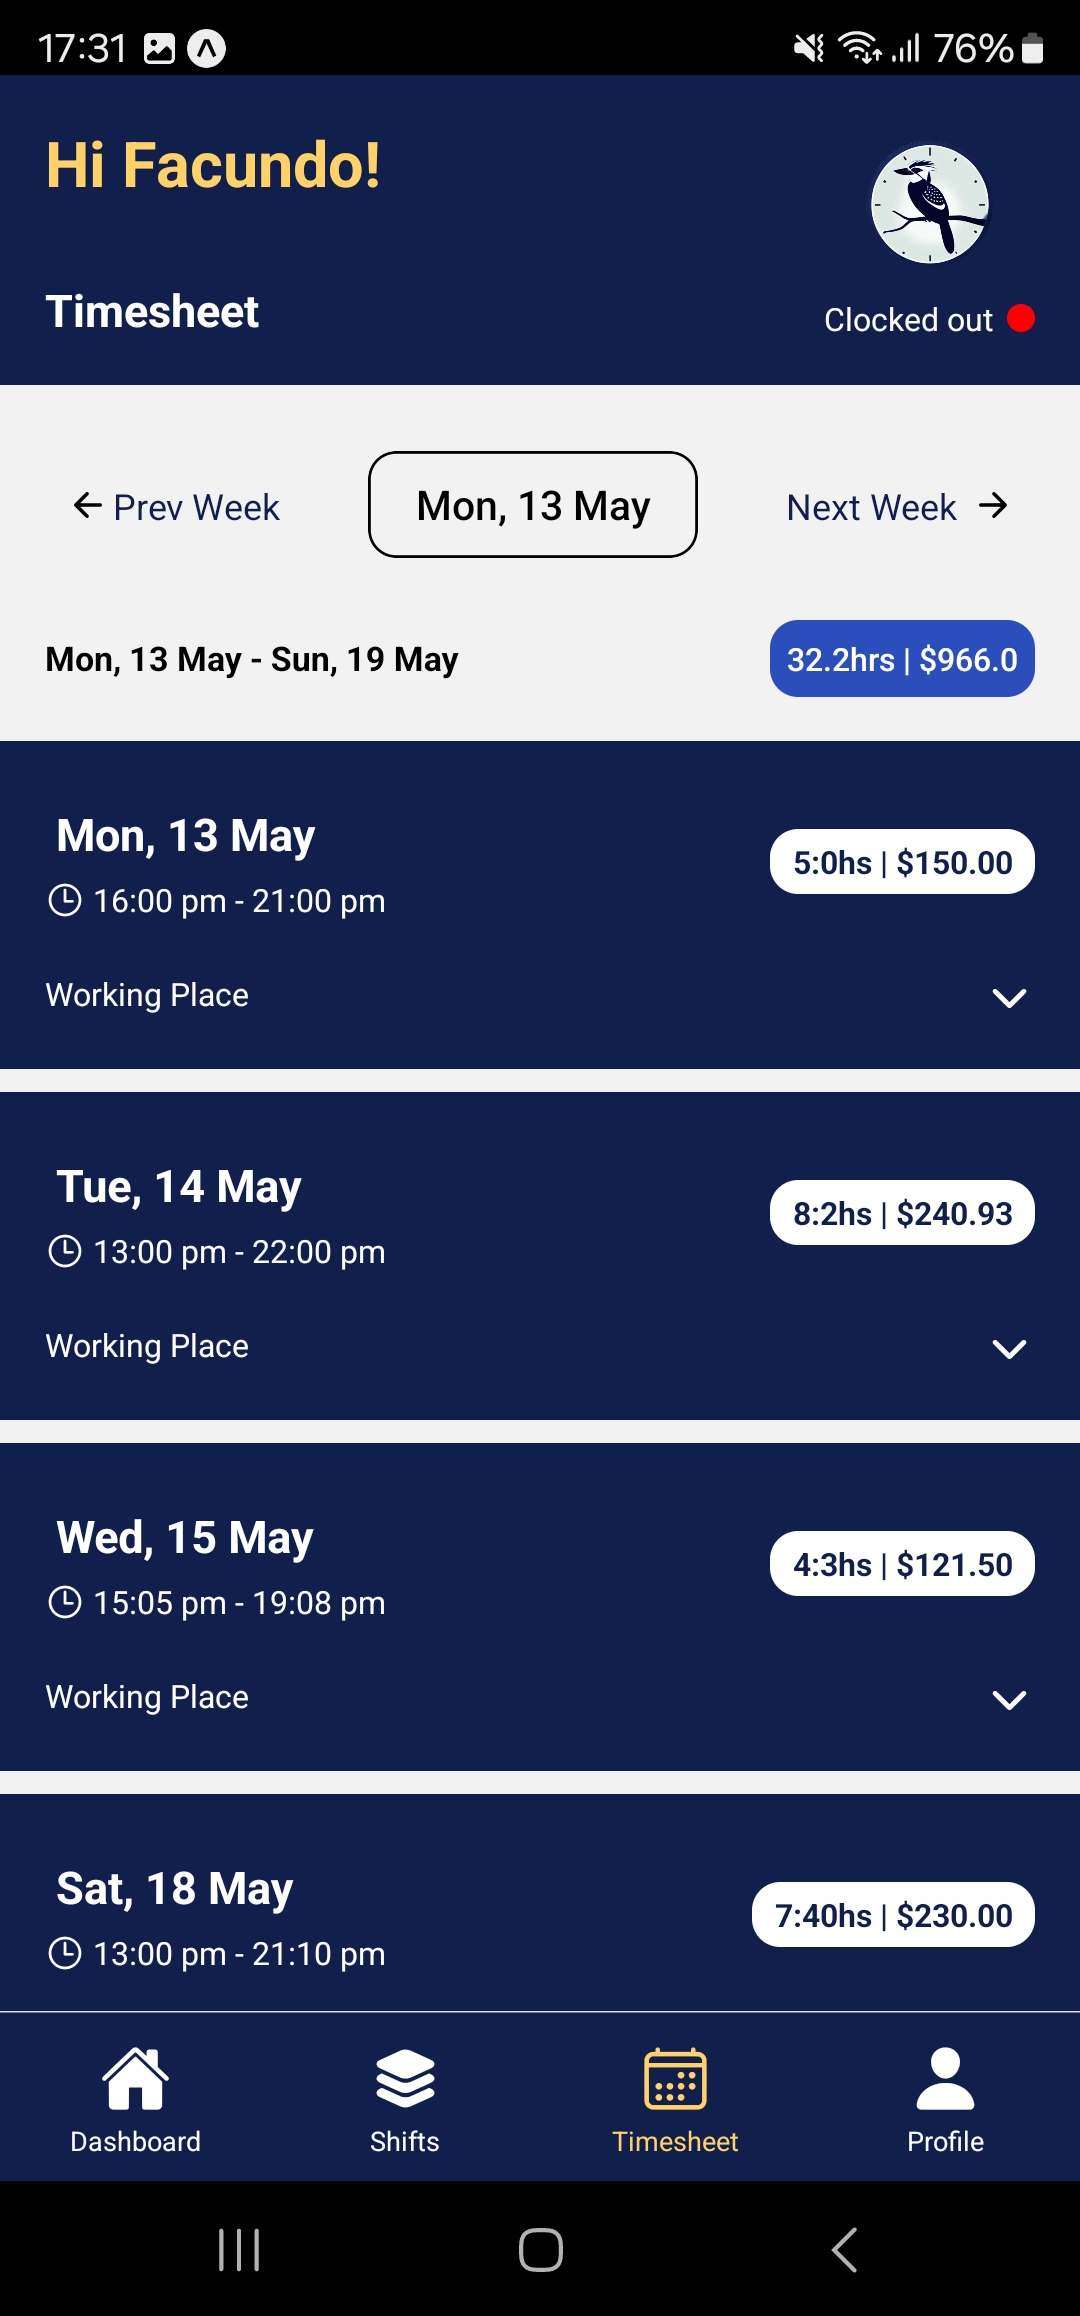 17:31 76%
Hi Facundo!
Timesheet
Clocked out
Prev Week
Mon, 13 May
Next Week
Mon, 13 May - Sun, 19 May
32.2hrs | $966.0
Mon, 13 May
5:0hs | $150.00
16:00 pm - 21:00 pm
Working Place
Tue, 14 May
8:2hs | $240.93
13:00 pm - 22:00 pm
Working Place
Wed, 15 May
4:3hs | $121.50
15:05 pm - 19:08 pm
Working Place
Sat, 18 May
7:40hs | $230.00
13:00 pm - 21:10 pm
Dashboard
Shifts
Timesheet
Profile